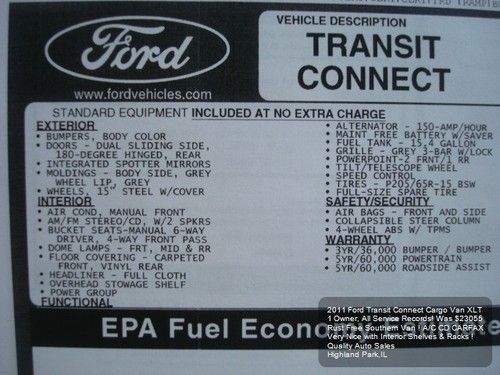 Ford
www.fordvehicles.com
VEHICLE DESCRIPTION
TRANSIT
CONNECT
STANDARD EQUIPMENT INCLUDED AT NO EXTRA CHARGE
EXTERIOR
• BUMPERS, BODY COLOR
• DOORS - DUAL SLIDING SIDE,
180-DEGREE HINGED, REAR
• INTEGRATED SPOTTER MIRRORS
• MOLDINGS - BODY SIDE, GREY
WHEEL LIP, GREY
• WHEELS, 15" STEEL W/COVER
INTERIOR
• AIR COND, MANUAL FRONT
• AM/FM STEREO/CD, W/2 SPKRS
• BUCKET SEATS-MANUAL 6-WAY
DRIVER, 4-WAY FRONT PASS
• DOME LAMPS - FRT, MID & RR
• FLOOR COVERING - CARPETED
FRONT, VINYL REAR
• HEADLINER - FULL CLOTH
• OVERHEAD STOWAGE SHELF
• POWER GROUP
FUNCTIONAL
• ALTERNATOR - 150-AMP/HOUR
• MAINT FREE BATTERY W/SAVER
• FUEL TANK - 15.4 GALLON
• GRILLE - GREY 3-BAR W/LOCK
• POWERPOINT-2 FRNT/1 RR
• TILT/TELESCOPE WHEEL
• SPEED CONTROL
• TIRES - P205/65R-15 BSW
• FULL-SIZE SPARE TIRE
SAFETY/SECURITY
• AIR BAGS - FRONT AND SIDE
• COLLAPSIBLE STEER COLUMN
• 4-WHEEL ABS W/ TPMS
WARRANTY
• 3YR/36,000 BUMPER / BUMPER
• 5YR/60,000 POWERTRAIN
• 5YR/60,000 ROADSIDE ASSIST
EPA Fuel Economy
2011 Ford Transit Connect Cargo Van XLT
1 Owner, All Service Records! Was $23055
Rust Free Southern Van ! A/C CD CARFAX
Very Nice with Interior Shelves & Racks !
Quality Auto Sales
Highland Park,IL